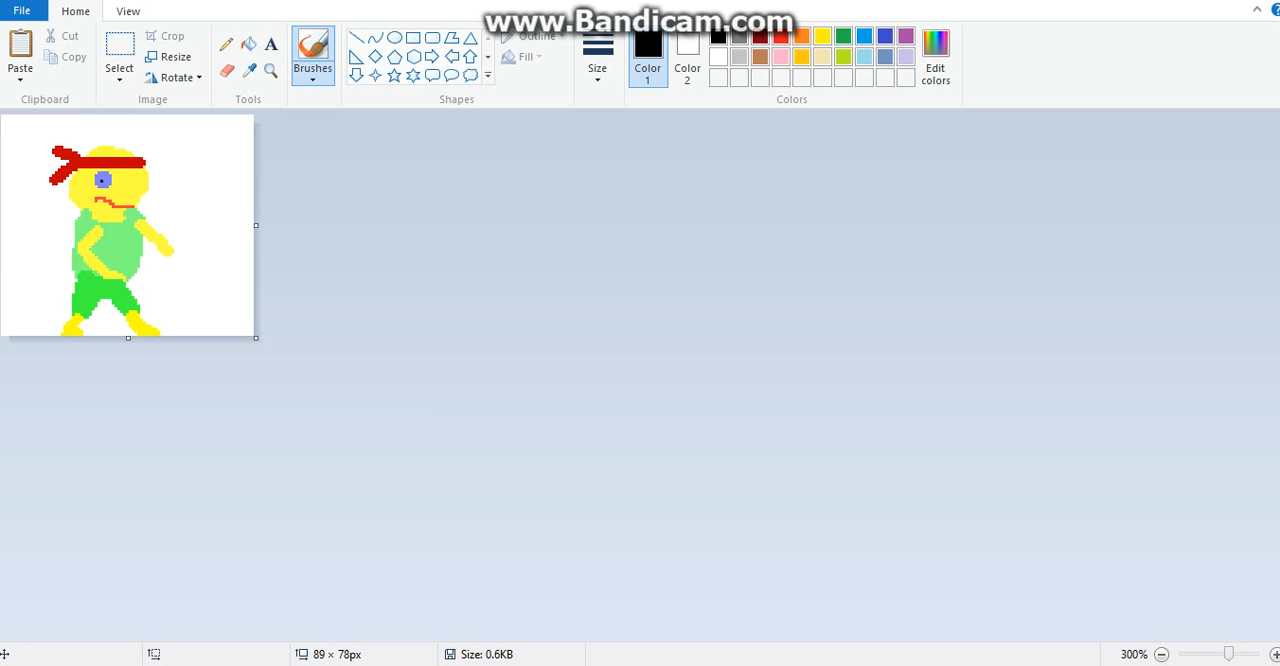 www.Bandicam.com
File
Home
View
Paste
Cut
Copy
Clipboard
Select
Crop
Resize
Rotate
Image
A
Tools
Brushes
Shapes
Outline
Fill
Size
Color 1
Color 2
Edit colors
Colors
89 × 78px
Size: 0.6KB
300%